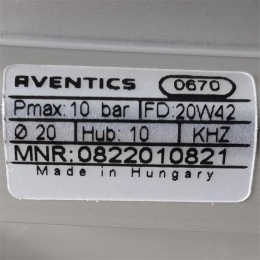 AVENTICS 0670
Pmax: 10 bar FD: 20W42
Ø 20 Hub: 10 KHZ
MNR: 0822010821
Made in Hungary